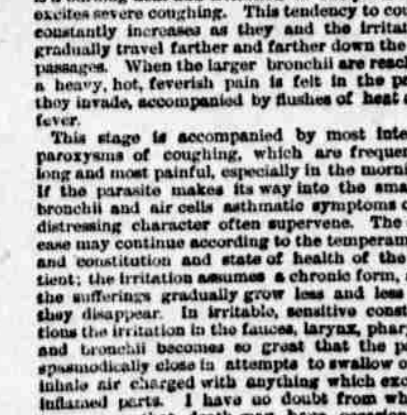 excites severe coughing. This tendency to cou
constantly increases as they and the irritat
gradually travel farther and farther down the
passages. When the larger bronchii are reac
a heavy, hot, feverish pain is felt in the pa
they invade, accompanied by flushes of heat a
fever.
This stage is accompanied by most inte
paroxysms of coughing, which are frequen
long and most painful, especially in the morni
If the parasite makes its way into the sma
bronchii and air cells asthmatic symptoms o
distressing character often supervene. The
ease may continue according to the temperam
and constitution and state of health of the
tient; the irritation assumes a chronic form,
the sufferings gradually grow less and less
they disappear. In irritable, sensitive const
tions the irritation in the fauces, larynx, phar
and bronchii becomes so great that the p
spasmodically close in attempts to swallow o
inhale air charged with anything which exc
inflamed parts. I have no doubt from wh
that death may have